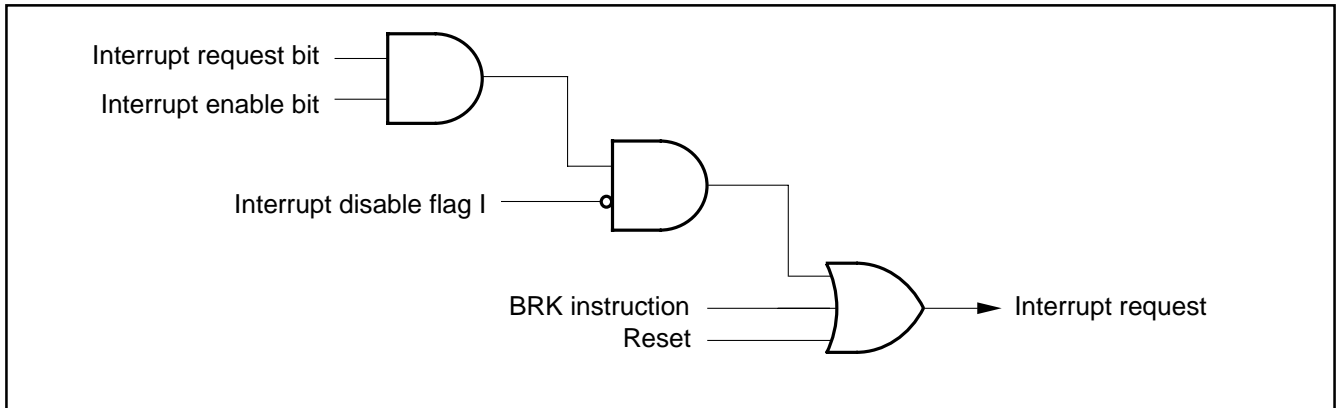 Interrupt request bit
Interrupt enable bit
Interrupt disable flag I
BRK instruction
Reset
Interrupt request